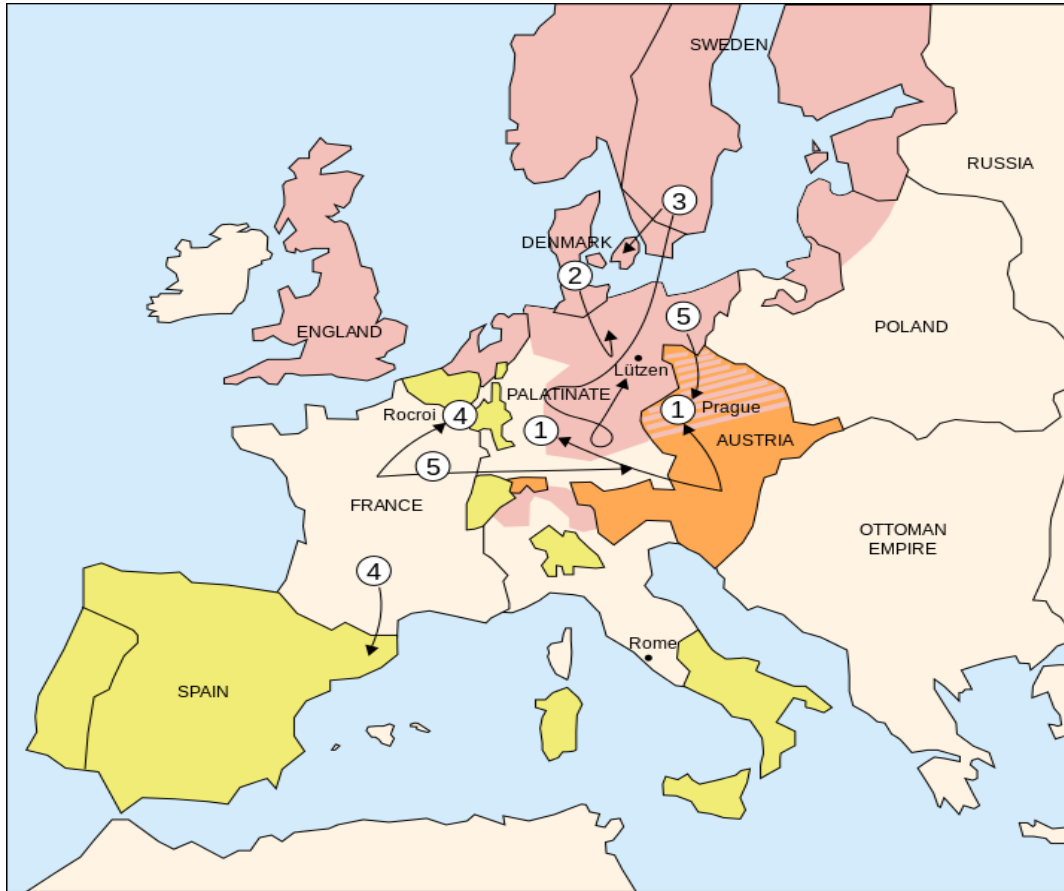 SWEDEN
RUSSIA
3
DENMARK
2
5
ENGLAND
POLAND
Lützen
PALATINATE
Rocroi
4
1
1
Prague
AUSTRIA
5
FRANCE
OTTOMAN
EMPIRE
4
Rome
SPAIN